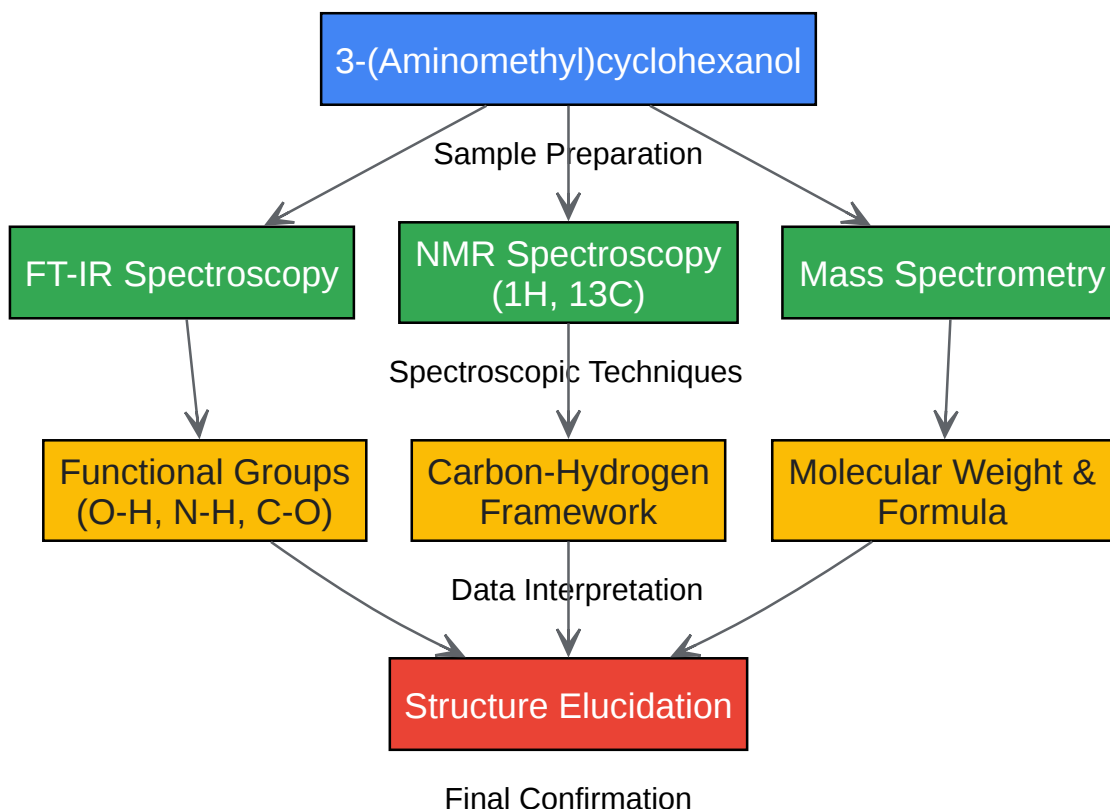 3-(Aminomethyl)cyclohexanol
Sample Preparation
FT-IR Spectroscopy
NMR Spectroscopy
(1H, 13C)
Mass Spectrometry
Spectroscopic Techniques
Functional Groups
(O-H, N-H, C-O)
Carbon-Hydrogen
Framework
Molecular Weight &
Formula
Data Interpretation
Structure Elucidation
Final Confirmation